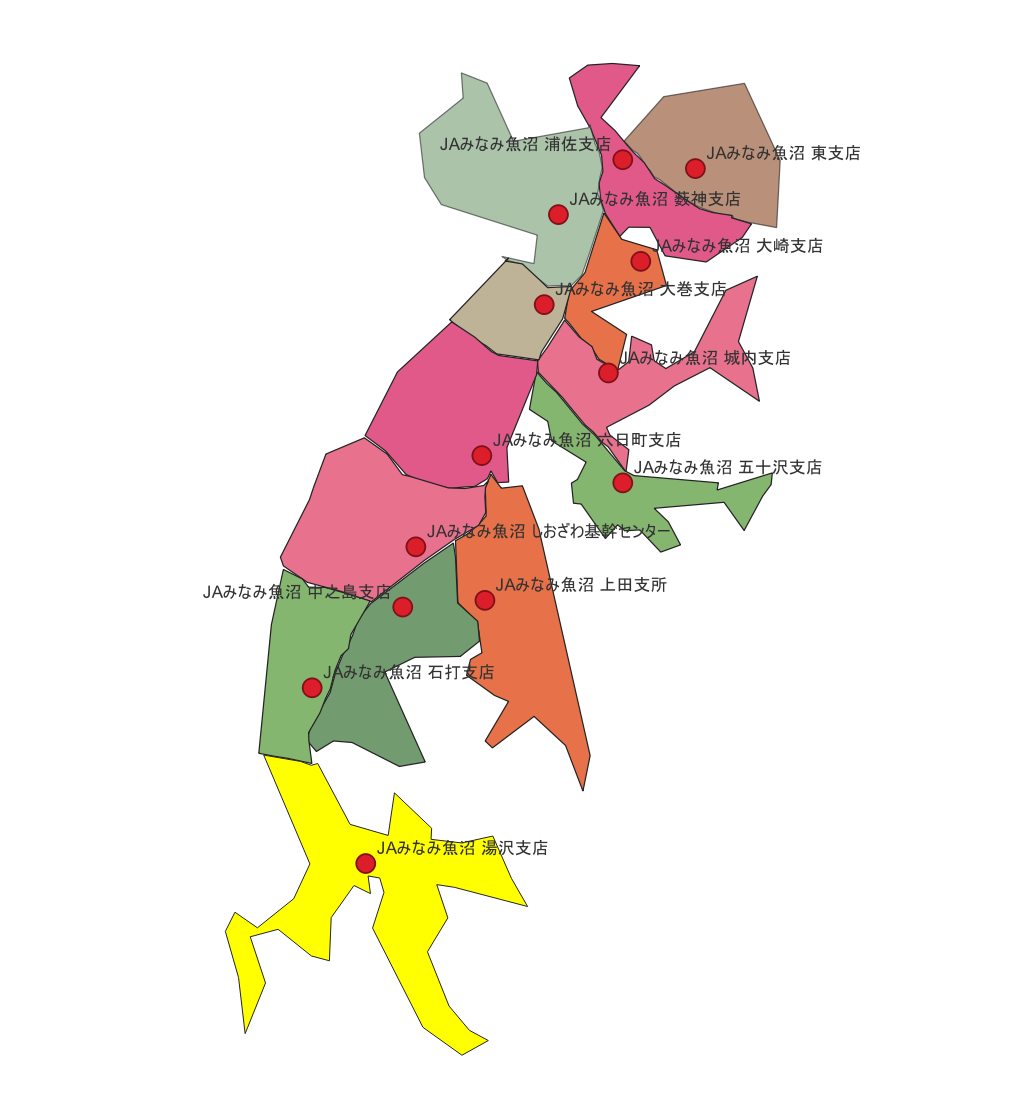 JAみなみ魚沼 浦佐支店
JAみなみ魚沼 東支店
JAみなみ魚沼 薮神支店
JAみなみ魚沼 大崎支店
JAみなみ魚沼 大巻支店
JAみなみ魚沼 城内支店
JAみなみ魚沼 六日町支店
JAみなみ魚沼 五十沢支店
JAみなみ魚沼 しおざわ基幹センター
JAみなみ魚沼 上田支所
JAみなみ魚沼 中之島支店
JAみなみ魚沼 石打支店
JAみなみ魚沼 湯沢支店